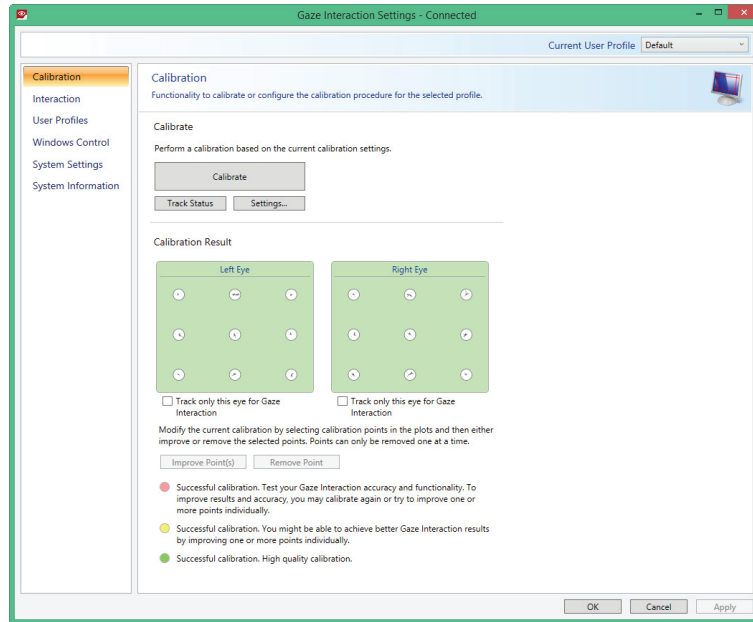 Gaze Interaction Settings - Connected
Current User Profile Default
Calibration
Interaction
User Profiles
Windows Control
System Settings
System Information
Calibration
Functionality to calibrate or configure the calibration procedure for the selected profile.
Calibrate
Perform a calibration based on the current calibration settings.
Calibrate
Track Status Settings...
Calibration Result
Left Eye Right Eye
Track only this eye for Gaze
Interaction
Track only this eye for Gaze
Interaction
Modify the current calibration by selecting calibration points in the plots and then either
improve or remove the selected points. Points can only be removed one at a time.
Improve Point(s) Remove Point
Successful calibration. Test your Gaze Interaction accuracy and functionality. To
improve results and accuracy, you may calibrate again or try to improve one or
more points individually.
Successful calibration. You might be able to achieve better Gaze Interaction results
by improving one or more points individually.
Successful calibration. High quality calibration.
OK Cancel Apply